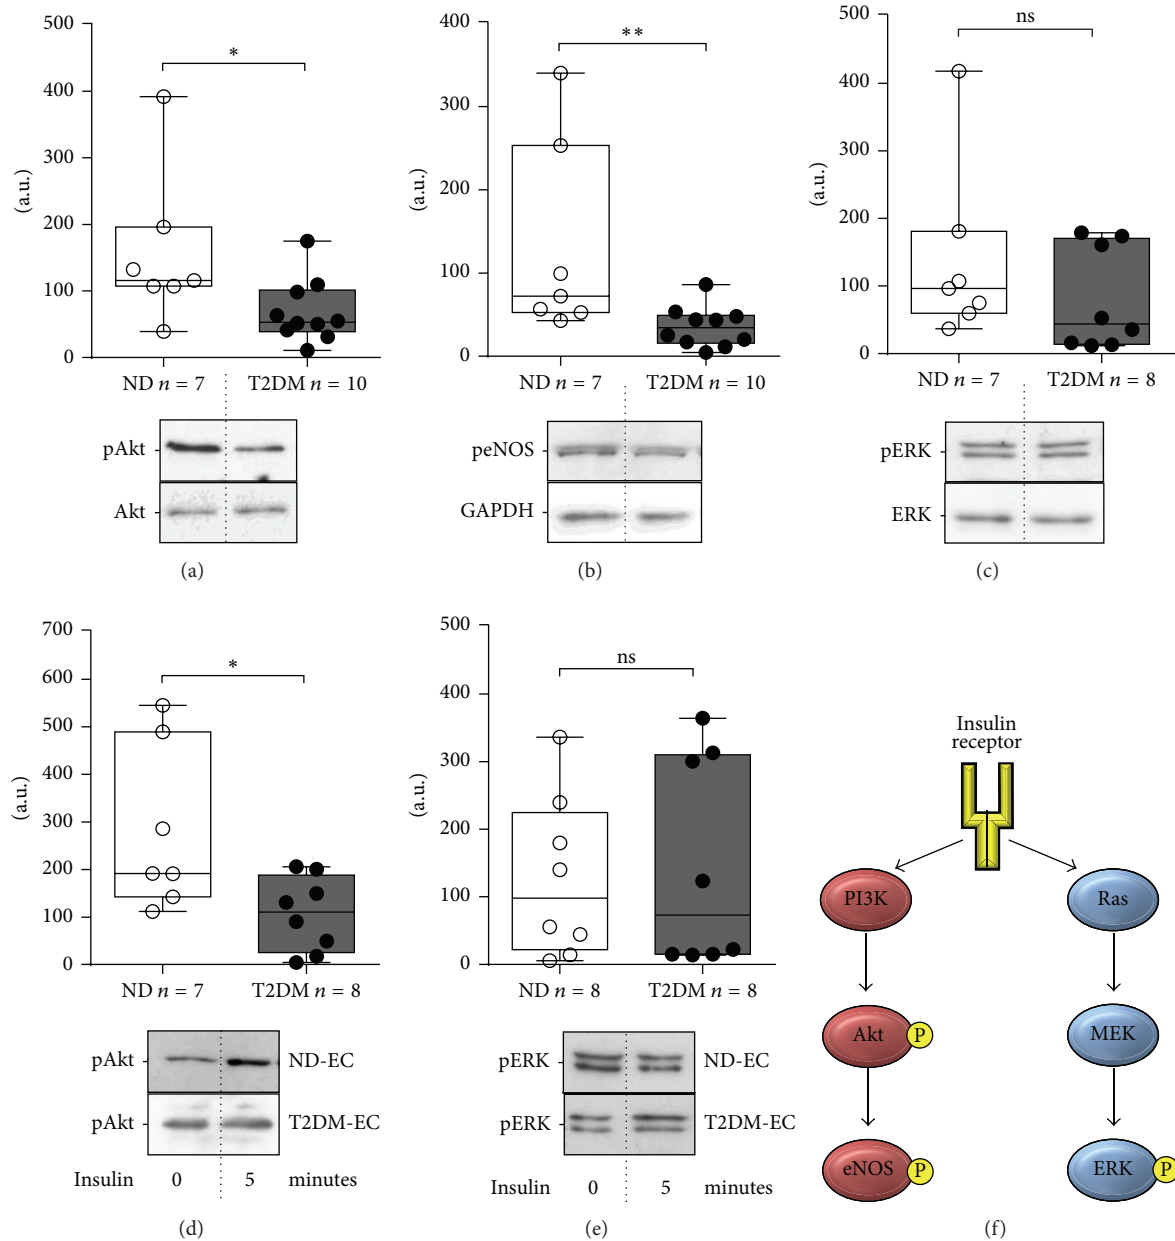 500
400
300
200
100
0
(a.u.)
*
ND n = 7
T2DM n = 10
pAkt
Akt
(a)
400
300
200
100
0
(a.u.)
**
ND n = 7
T2DM n = 10
peNOS
GAPDH
(b)
500
400
300
200
100
0
(a.u.)
ns
ND n = 7
T2DM n = 8
pERK
ERK
(c)
700
600
500
400
300
200
100
0
(a.u.)
*
ND n = 7
T2DM n = 8
pAkt ND-EC
pAkt T2DM-EC
Insulin 0 5 minutes
(d)
500
400
300
200
100
0
(a.u.)
ns
ND n = 8
T2DM n = 8
pERK ND-EC
pERK T2DM-EC
Insulin 0 5 minutes
(e)
Insulin
receptor
PI3K
Ras
Akt P
MEK
eNOS P
ERK P
(f)